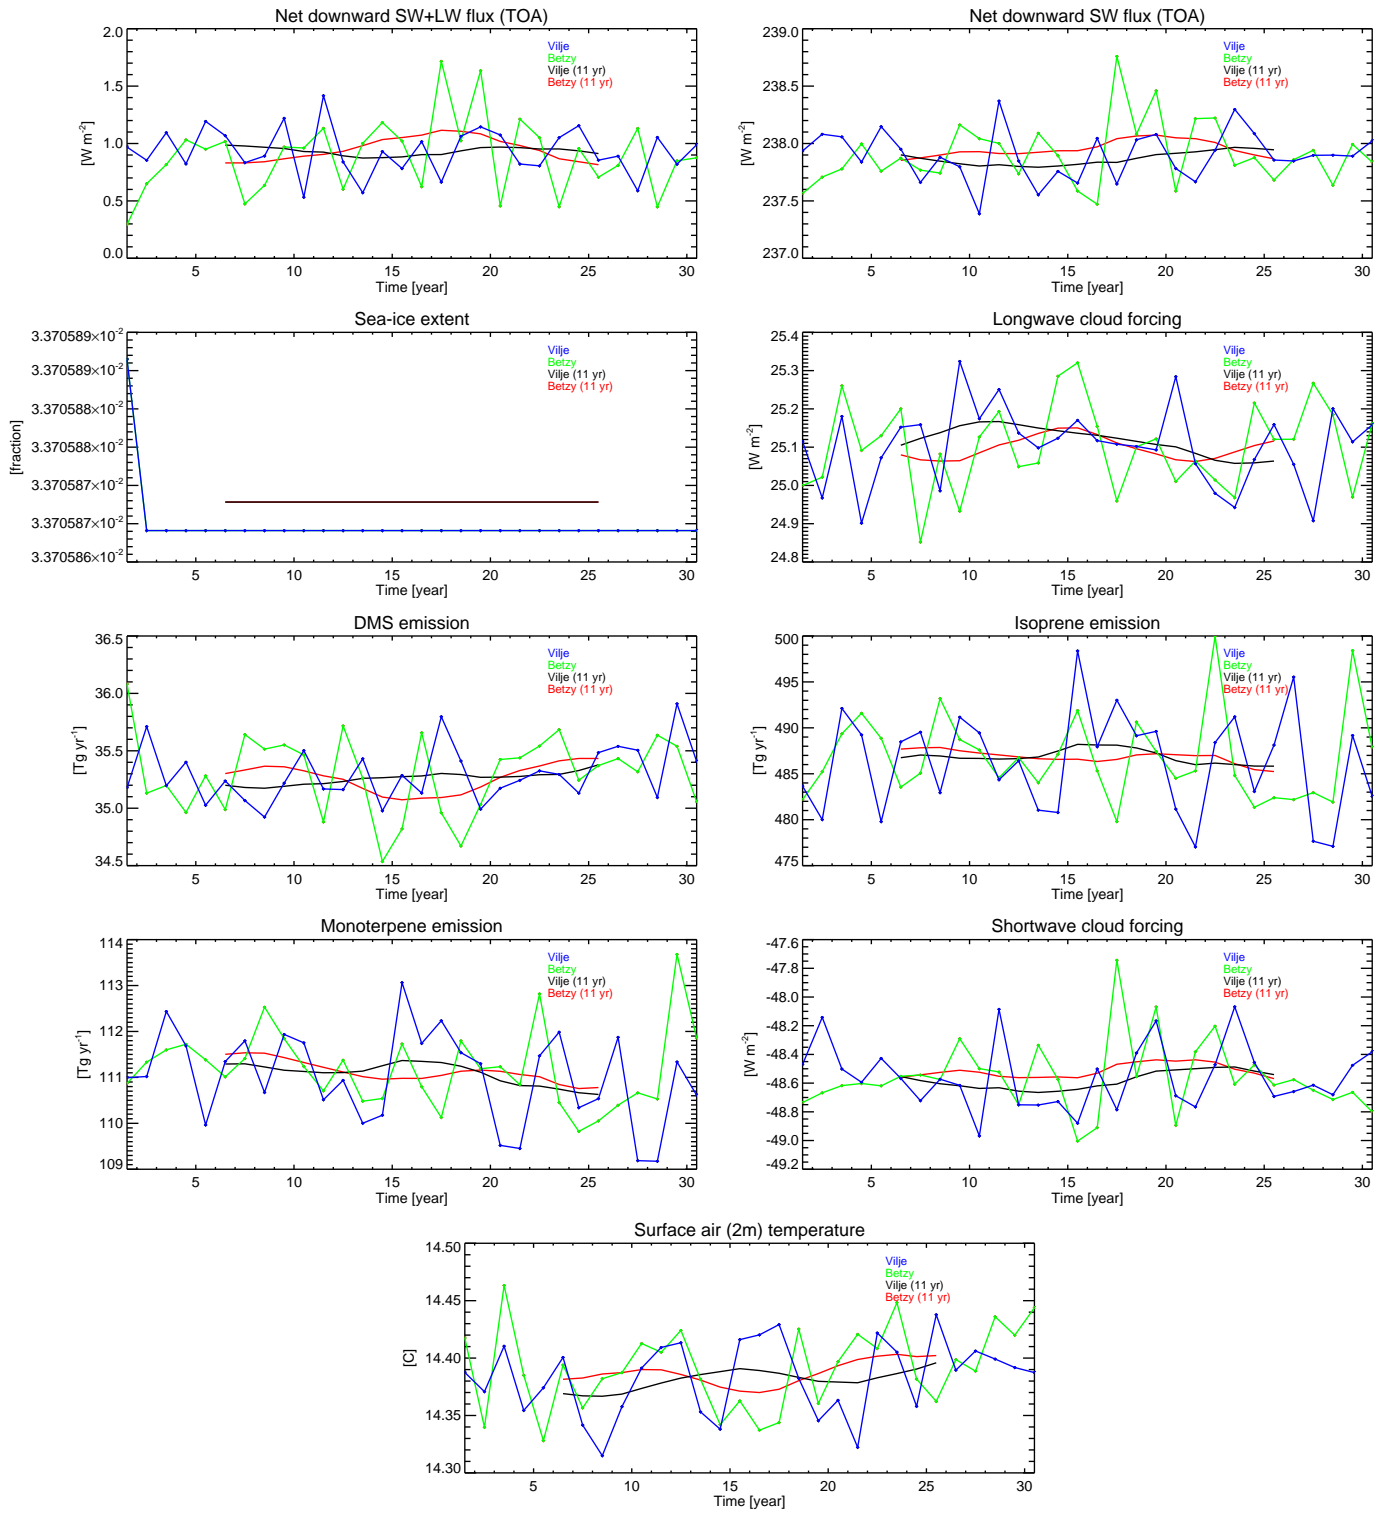 Net downward SW+LW flux (TOA)
2.0
1.5
1.0
0.5
0.0
[W m-2]
Vilje
Betzy
Vilje (11 yr)
Betzy (11 yr)
5 10 15 20 25 30
Time [year]
Net downward SW flux (TOA)
239.0
238.5
238.0
237.5
237.0
[W m-2]
Vilje
Betzy
Vilje (11 yr)
Betzy (11 yr)
5 10 15 20 25 30
Time [year]
Sea-ice extent
3.370589×10-2
3.370589×10-2
3.370588×10-2
3.370588×10-2
3.370587×10-2
3.370587×10-2
3.370586×10-2
[fraction]
Vilje
Betzy
Vilje (11 yr)
Betzy (11 yr)
5 10 15 20 25 30
Time [year]
Longwave cloud forcing
25.4
25.3
25.2
25.1
25.0
24.9
24.8
[W m-2]
Vilje
Betzy
Vilje (11 yr)
Betzy (11 yr)
5 10 15 20 25 30
Time [year]
DMS emission
36.5
36.0
35.5
35.0
34.5
[Tg yr-1]
Vilje
Betzy
Vilje (11 yr)
Betzy (11 yr)
5 10 15 20 25 30
Time [year]
Isoprene emission
500
495
490
485
480
475
[Tg yr-1]
Vilje
Betzy
Vilje (11 yr)
Betzy (11 yr)
5 10 15 20 25 30
Time [year]
Monoterpene emission
114
113
112
111
110
109
[Tg yr-1]
Vilje
Betzy
Vilje (11 yr)
Betzy (11 yr)
5 10 15 20 25 30
Time [year]
Shortwave cloud forcing
-47.6
-47.8
-48.0
-48.2
-48.4
-48.6
-48.8
-49.0
-49.2
[W m-2]
Vilje
Betzy
Vilje (11 yr)
Betzy (11 yr)
5 10 15 20 25 30
Time [year]
Surface air (2m) temperature
14.50
14.45
14.40
14.35
14.30
[C]
Vilje
Betzy
Vilje (11 yr)
Betzy (11 yr)
5 10 15 20 25 30
Time [year]